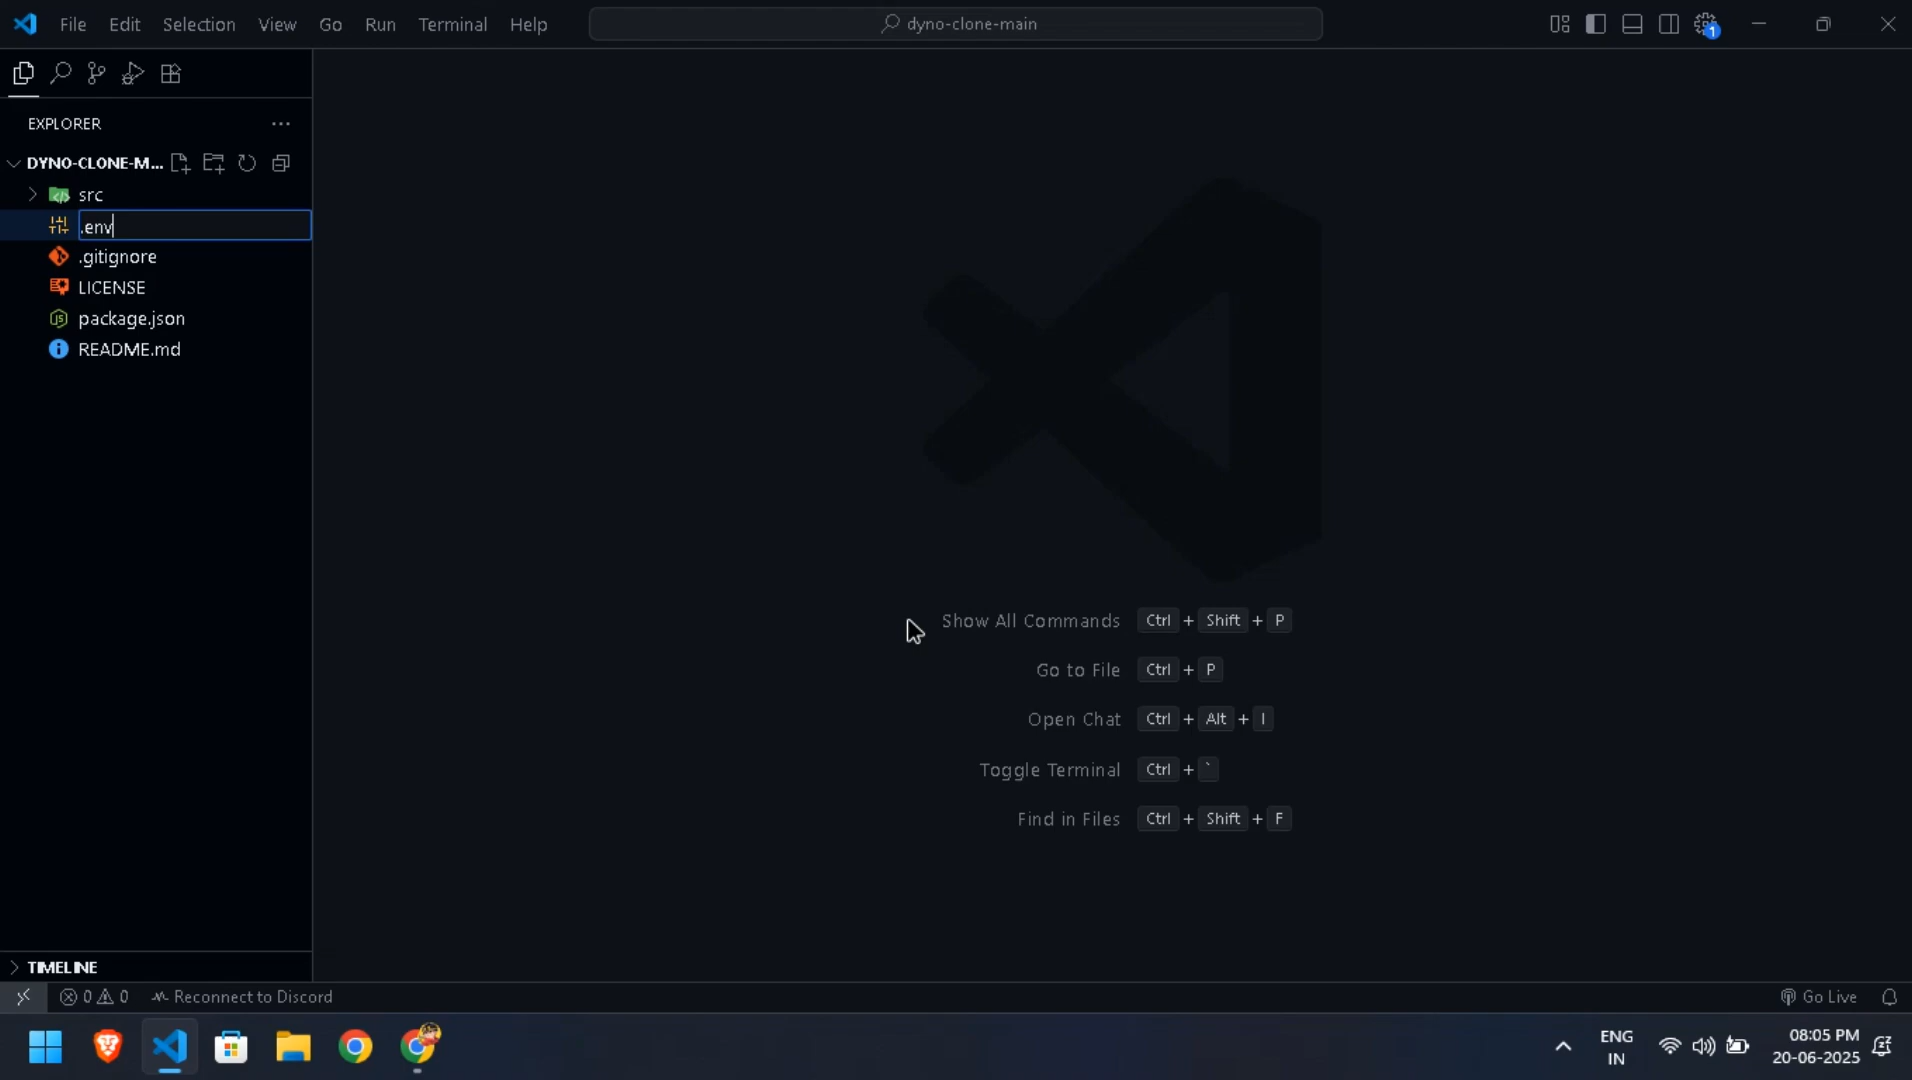 File Edit Selection View Go Run Terminal Help
dyno-clone-main
1
EXPLORER
DYNO-CLONE-M...
src
.env
.gitignore
LICENSE
package.json
README.md
Show All Commands Ctrl + Shift + P
Go to File Ctrl + P
Open Chat Ctrl + Alt + I
Toggle Terminal Ctrl + `
Find in Files Ctrl + Shift + F
TIMELINE
0 0 Reconnect to Discord
Go Live
ENG
IN
08:05 PM
20-06-2025